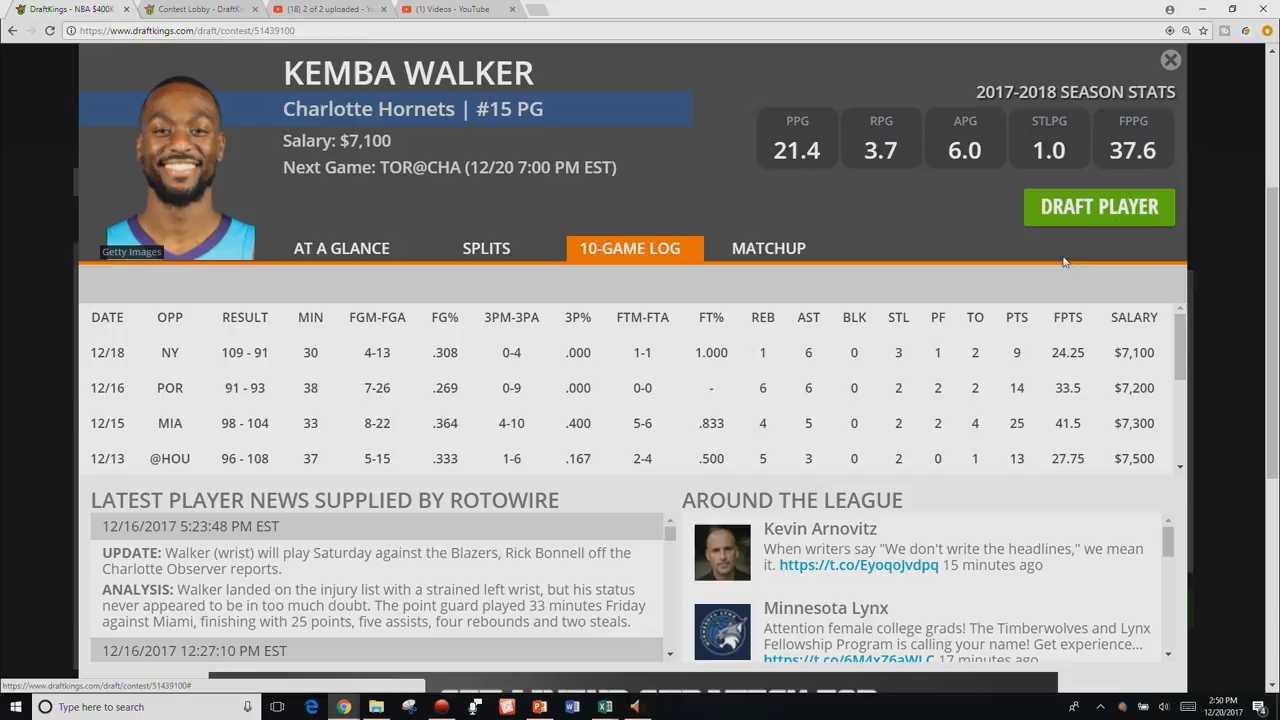 DraftKings - NBA $400K
Contest Lobby - DraftKi
(18) 2 of 2 uploaded - Yo
(1) Videos - YouTube
https://www.draftkings.com/draft/contest/51439100
KEMBA WALKER
Charlotte Hornets | #15 PG
Salary: $7,100
Next Game: TOR@CHA (12/20 7:00 PM EST)
Getty Images
2017-2018 SEASON STATS
PPG RPG APG STLPG FPPG
21.4 3.7 6.0 1.0 37.6
DRAFT PLAYER
AT A GLANCE SPLITS 10-GAME LOG MATCHUP
DATE OPP RESULT MIN FGM-FGA FG% 3PM-3PA 3P% FTM-FTA FT% REB AST BLK STL PF TO PTS FPTS SALARY
12/18 NY 109 - 91 30 4-13 .308 0-4 .000 1-1 1.000 1 6 0 3 1 2 9 24.25 $7,100
12/16 POR 91 - 93 38 7-26 .269 0-9 .000 0-0 - 6 6 0 2 2 2 14 33.5 $7,200
12/15 MIA 98 - 104 33 8-22 .364 4-10 .400 5-6 .833 4 5 0 2 2 4 25 41.5 $7,300
12/13 @HOU 96 - 108 37 5-15 .333 1-6 .167 2-4 .500 5 3 0 2 0 1 13 27.75 $7,500
LATEST PLAYER NEWS SUPPLIED BY ROTOWIRE
12/16/2017 5:23:48 PM EST
UPDATE: Walker (wrist) will play Saturday against the Blazers, Rick Bonnell off the
Charlotte Observer reports.
ANALYSIS: Walker landed on the injury list with a strained left wrist, but his status
never appeared to be in too much doubt. The point guard played 33 minutes Friday
against Miami, finishing with 25 points, five assists, four rebounds and two steals.
12/16/2017 12:27:10 PM EST
AROUND THE LEAGUE
Kevin Arnovitz
When writers say "We don't write the headlines," we mean
it. https://t.co/EyoqoJvdpq 15 minutes ago
Minnesota Lynx
Attention female college grads! The Timberwolves and Lynx
Fellowship Program is calling your name! Get experience...
https://t.co/6M4xZ6aWLC 17 minutes ago
https://www.draftkings.com/draft/contest/51439100#
Type here to search
2:50 PM
12/20/2017